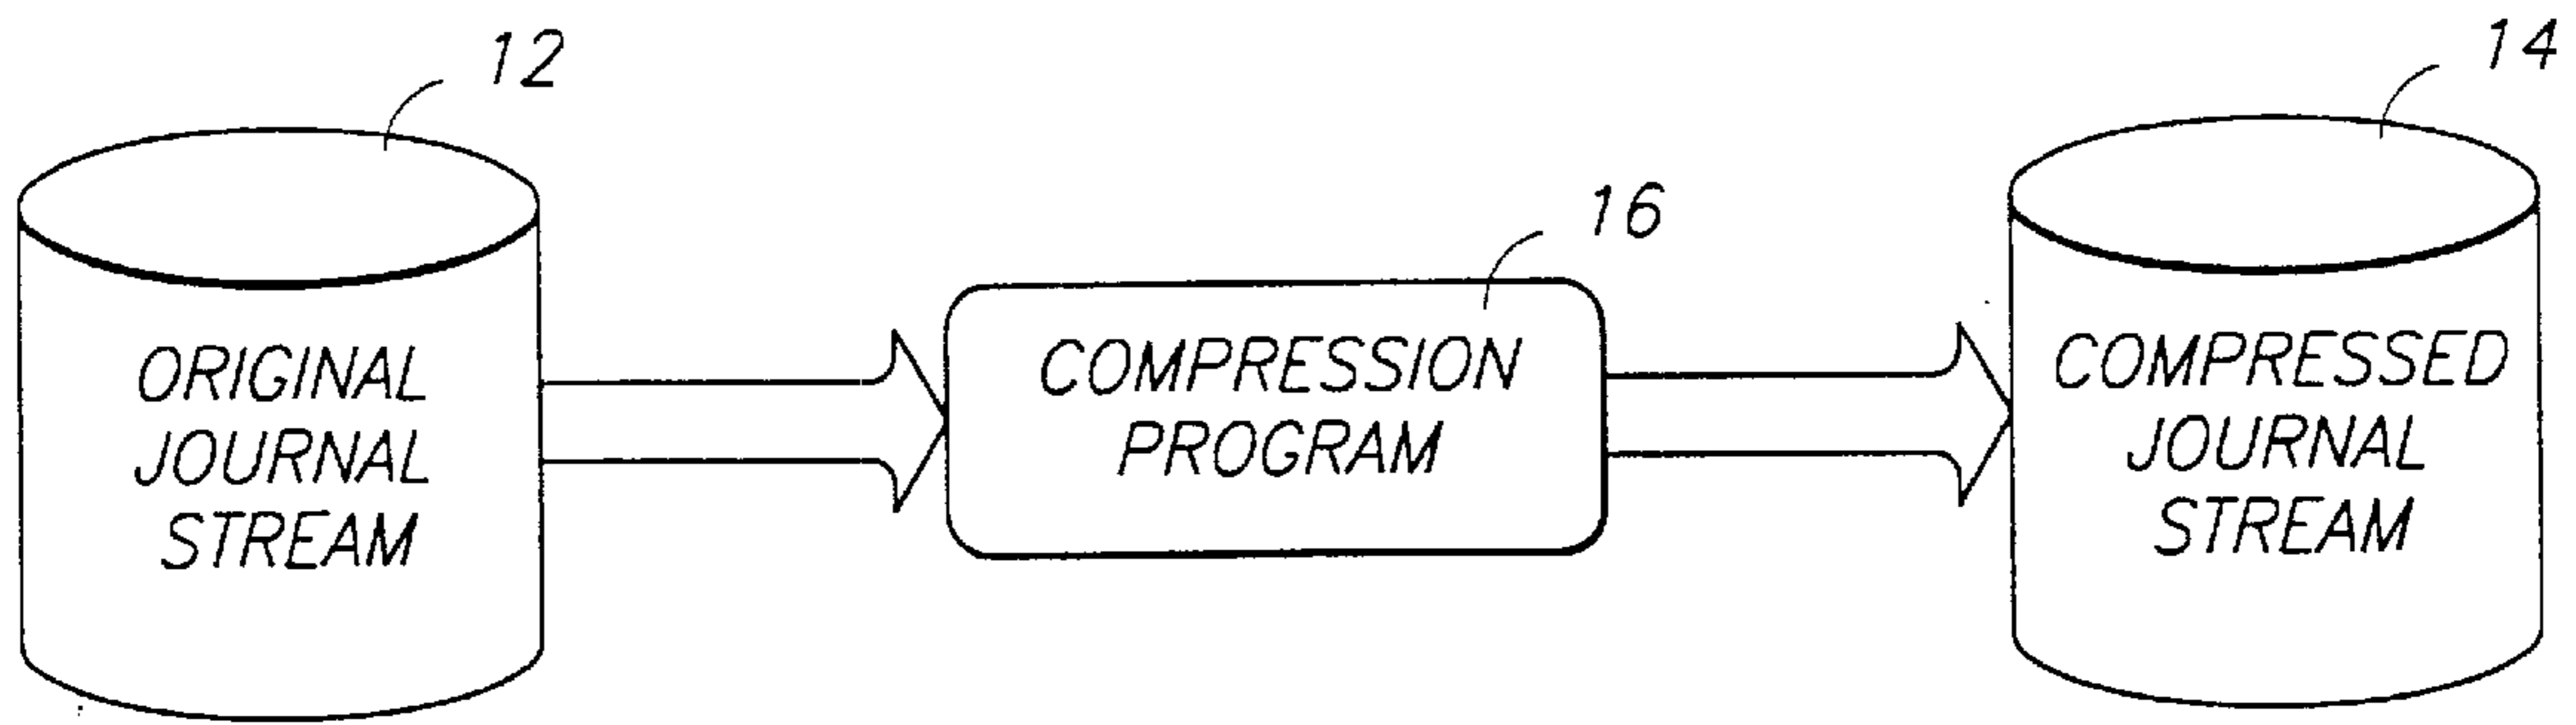 12
14
16
ORIGINAL
JOURNAL
STREAM
COMPRESSION
PROGRAM
COMPRESSED
JOURNAL
STREAM